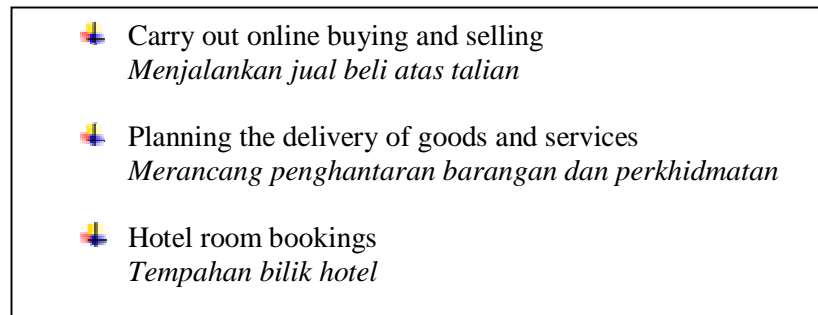 Carry out online buying and selling
Menjalankan jual beli atas talian
Planning the delivery of goods and services
Merancang penghantaran barangan dan perkhidmatan
Hotel room bookings
Tempahan bilik hotel